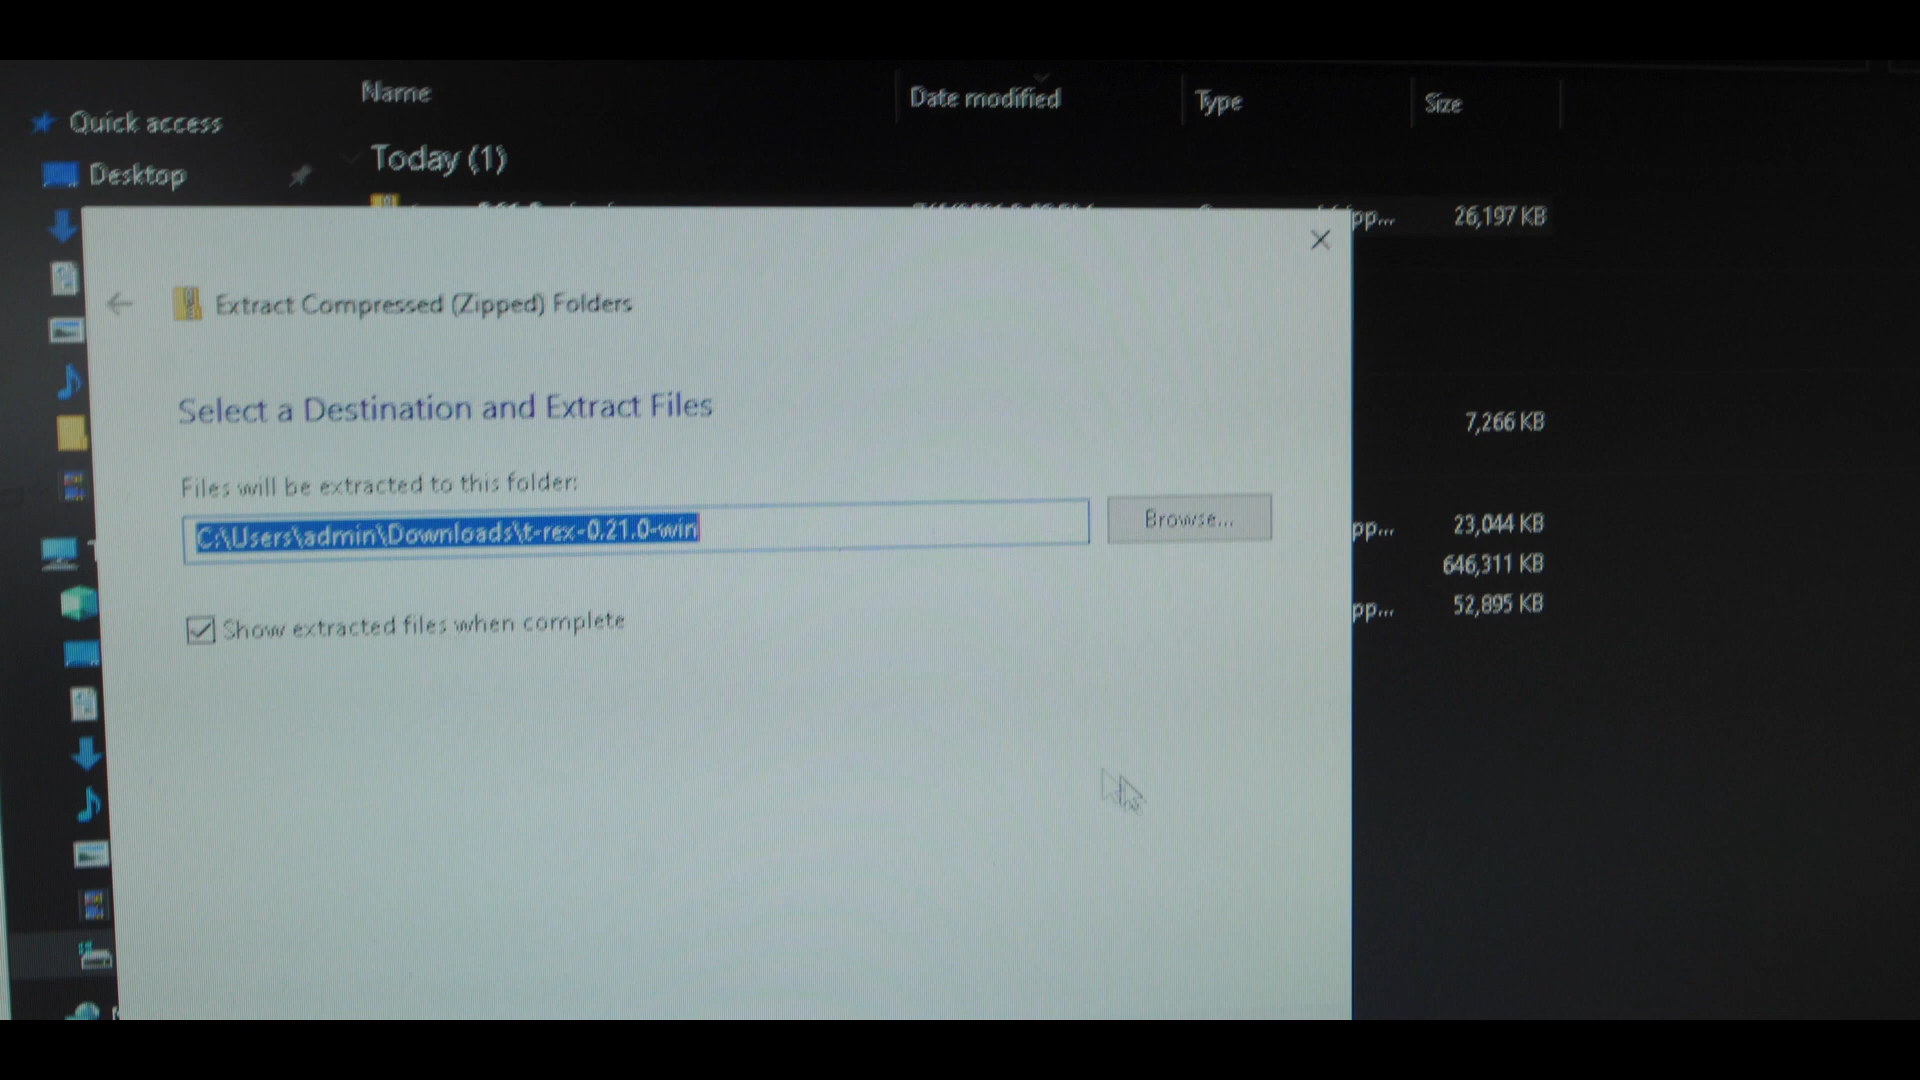 Name
Date modified
Type
Size
Quick access
Today (1)
Desktop
pp...
26,197 KB
Extract Compressed (Zipped) Folders
Select a Destination and Extract Files
7,266 KB
Files will be extracted to this folder:
C:\Users\admin\Downloads\t-rex-0.21.0-win
Browse...
pp...
23,044 KB
646,311 KB
pp...
52,895 KB
Show extracted files when complete